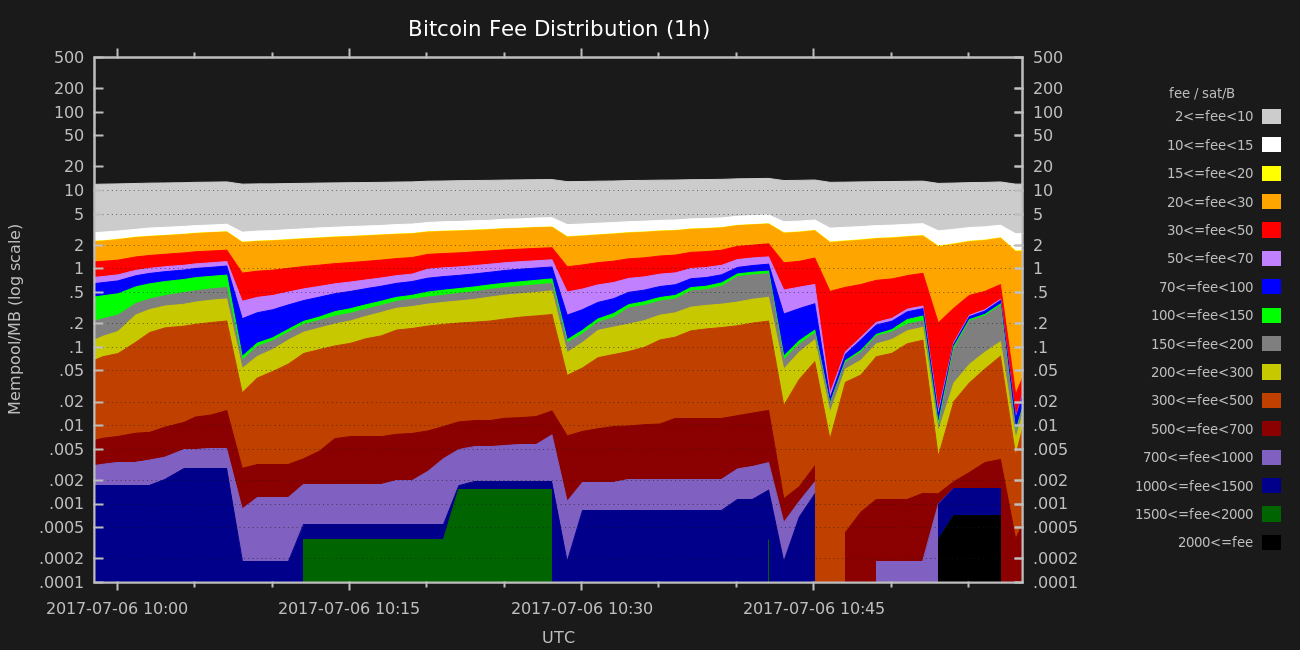 Bitcoin Fee Distribution (1h)
500
200
100
50
20
10
5
2
1
.5
.2
.1
.05
.02
.01
.005
.002
.001
.0005
.0002
.0001
Mempool/MB (log scale)
500
200
100
50
20
10
5
2
1
.5
.2
.1
.05
.02
.01
.005
.002
.001
.0005
.0002
.0001
2017-07-06 10:00 2017-07-06 10:15 2017-07-06 10:30 2017-07-06 10:45
UTC
fee / sat/B
2<=fee<10
10<=fee<15
15<=fee<20
20<=fee<30
30<=fee<50
50<=fee<70
70<=fee<100
100<=fee<150
150<=fee<200
200<=fee<300
300<=fee<500
500<=fee<700
700<=fee<1000
1000<=fee<1500
1500<=fee<2000
2000<=fee